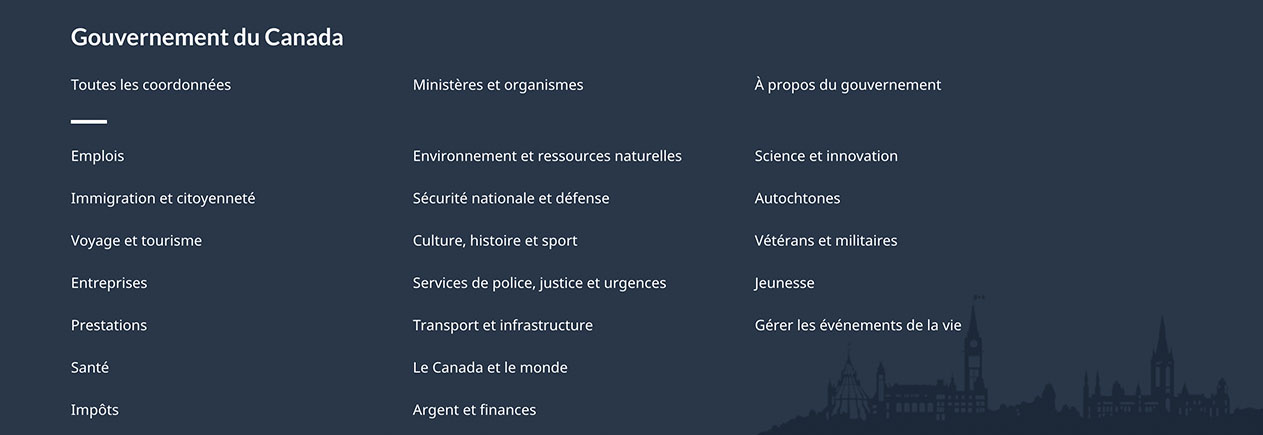 Gouvernement du Canada
Toutes les coordonnées
Ministères et organismes
À propos du gouvernement
Emplois
Environnement et ressources naturelles
Science et innovation
Immigration et citoyenneté
Sécurité nationale et défense
Autochtones
Voyage et tourisme
Culture, histoire et sport
Vétérans et militaires
Entreprises
Services de police, justice et urgences
Jeunesse
Prestations
Transport et infrastructure
Gérer les événements de la vie
Santé
Le Canada et le monde
Impôts
Argent et finances